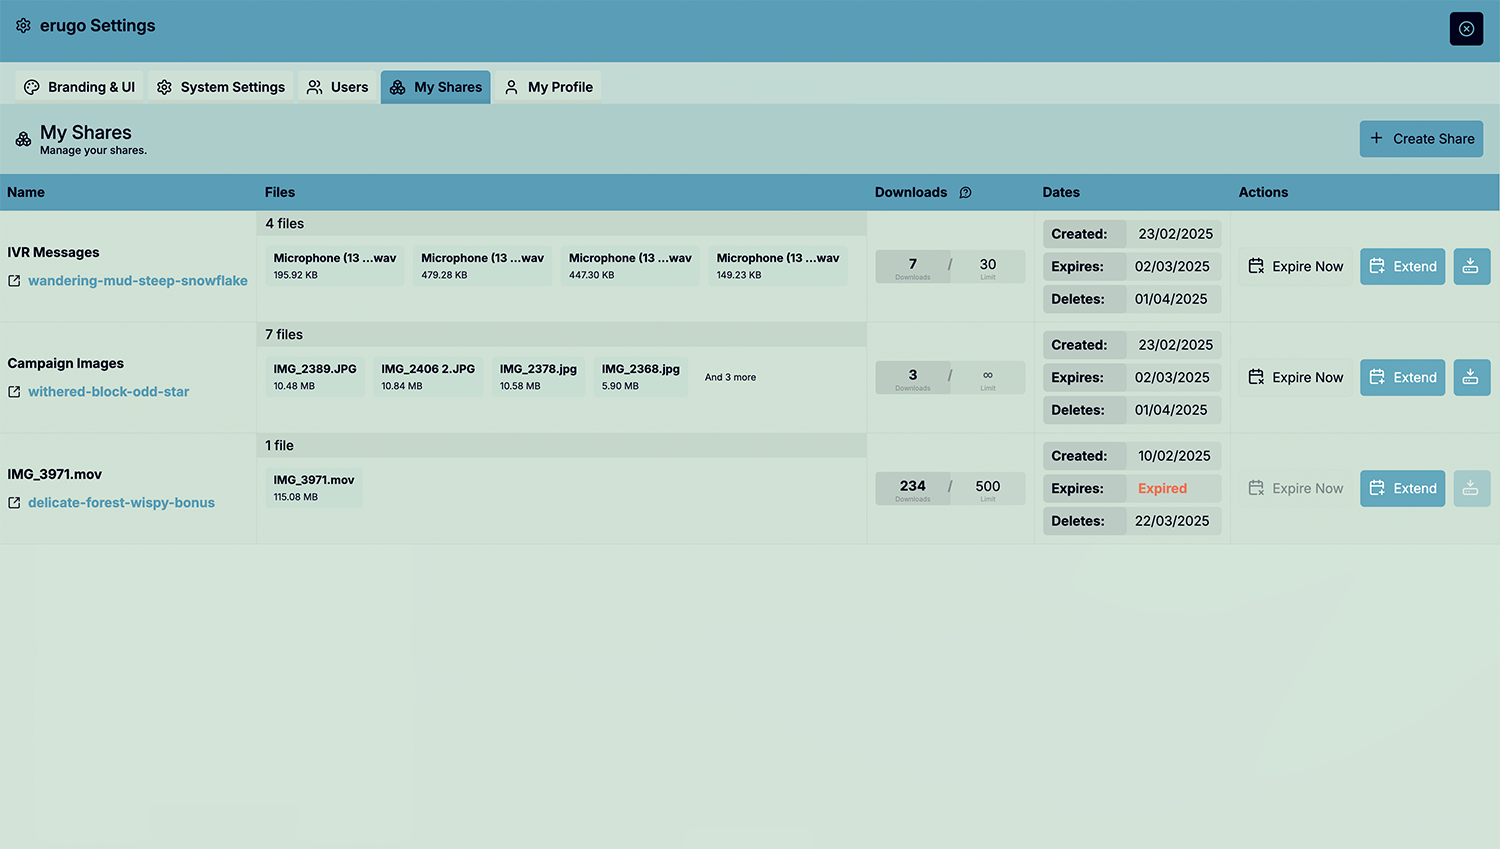 erugo Settings
Branding & UI
System Settings
Users
My Shares
My Profile
My Shares
Manage your shares.
Create Share
Name
Files
Downloads
Dates
Actions
IVR Messages
wandering-mud-steep-snowflake
4 files
Microphone (13 ...wav
195.92 KB
Microphone (13 ...wav
479.28 KB
Microphone (13 ...wav
447.30 KB
Microphone (13 ...wav
149.23 KB
7 / 30
Downloads Limit
Created: 23/02/2025
Expires: 02/03/2025
Deletes: 01/04/2025
Expire Now
Extend
Campaign Images
withered-block-odd-star
7 files
IMG_2389.JPG
10.48 MB
IMG_2406 2.JPG
10.84 MB
IMG_2378.jpg
10.58 MB
IMG_2368.jpg
5.90 MB
And 3 more
3 / ∞
Downloads Limit
Created: 23/02/2025
Expires: 02/03/2025
Deletes: 01/04/2025
Expire Now
Extend
IMG_3971.mov
delicate-forest-wispy-bonus
1 file
IMG_3971.mov
115.08 MB
234 / 500
Downloads Limit
Created: 10/02/2025
Expires: Expired
Deletes: 22/03/2025
Expire Now
Extend